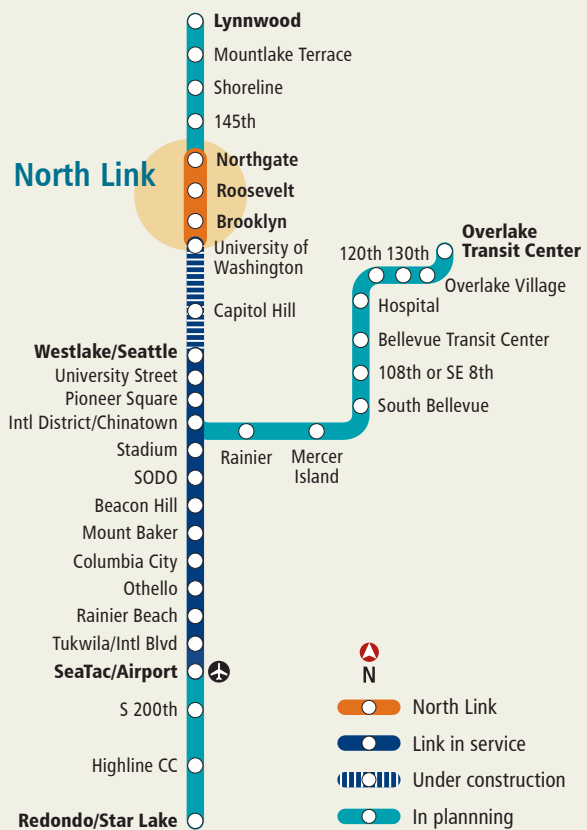 Lynnwood
Mountlake Terrace
Shoreline
145th
North Link
Northgate
Roosevelt
Brooklyn
University of
Washington
Capitol Hill
Westlake/Seattle
University Street
Pioneer Square
Intl District/Chinatown
Stadium
SODO
Beacon Hill
Mount Baker
Columbia City
Othello
Rainier Beach
Tukwila/Intl Blvd
SeaTac/Airport
S 200th
Highline CC
Redondo/Star Lake
Overlake
Transit Center
120th 130th
Overlake Village
Hospital
Bellevue Transit Center
108th or SE 8th
South Bellevue
Rainier
Mercer
Island
N
North Link
Link in service
Under construction
In plannning